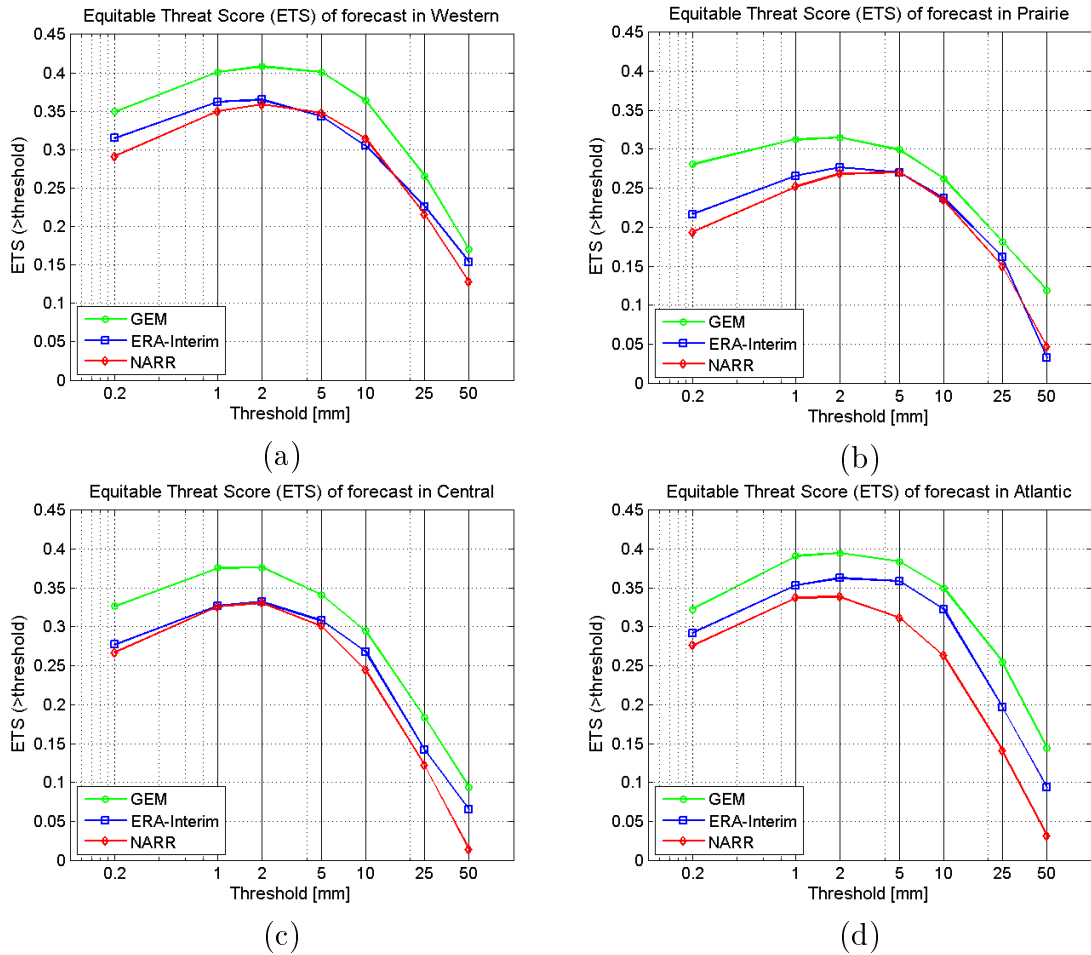 Equitable Threat Score (ETS) of forecast in Western
ETS (>threshold)
0.45
0.4
0.35
0.3
0.25
0.2
0.15
0.1
0.05
0
GEM
ERA-Interim
NARR
0.2 1 2 5 10 25 50
Threshold [mm]
(a)
Equitable Threat Score (ETS) of forecast in Prairie
ETS (>threshold)
0.45
0.4
0.35
0.3
0.25
0.2
0.15
0.1
0.05
0
GEM
ERA-Interim
NARR
0.2 1 2 5 10 25 50
Threshold [mm]
(b)
Equitable Threat Score (ETS) of forecast in Central
ETS (>threshold)
0.45
0.4
0.35
0.3
0.25
0.2
0.15
0.1
0.05
0
GEM
ERA-Interim
NARR
0.2 1 2 5 10 25 50
Threshold [mm]
(c)
Equitable Threat Score (ETS) of forecast in Atlantic
ETS (>threshold)
0.45
0.4
0.35
0.3
0.25
0.2
0.15
0.1
0.05
0
GEM
ERA-Interim
NARR
0.2 1 2 5 10 25 50
Threshold [mm]
(d)